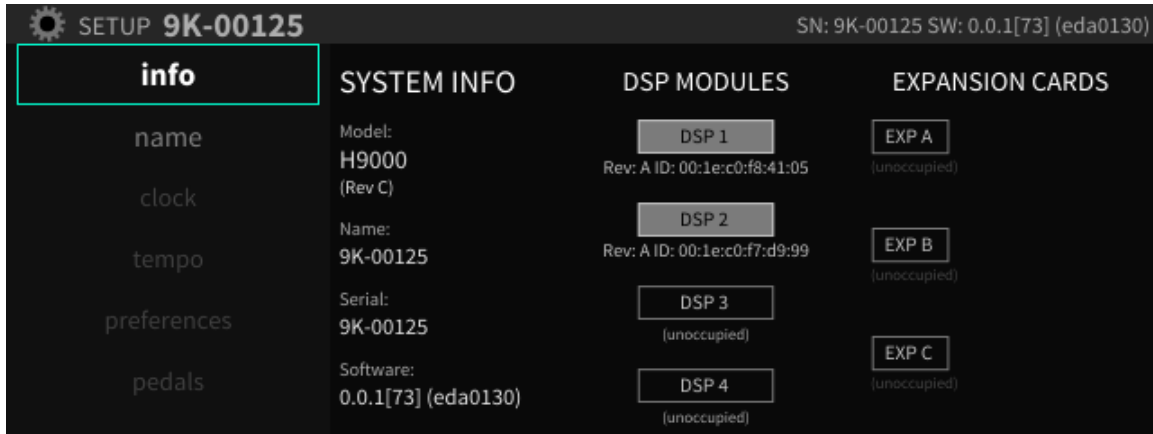 SETUP 9K-00125
SN: 9K-00125 SW: 0.0.1[73] (eda0130)
info
name
clock
tempo
preferences
pedals
SYSTEM INFO
Model:
H9000
(Rev C)
Name:
9K-00125
Serial:
9K-00125
Software:
0.0.1[73] (eda0130)
DSP MODULES
DSP 1
Rev: A ID: 00:1e:c0:f8:41:05
DSP 2
Rev: A ID: 00:1e:c0:f7:d9:99
DSP 3
(unoccupied)
DSP 4
(unoccupied)
EXPANSION CARDS
EXP A
(unoccupied)
EXP B
(unoccupied)
EXP C
(unoccupied)